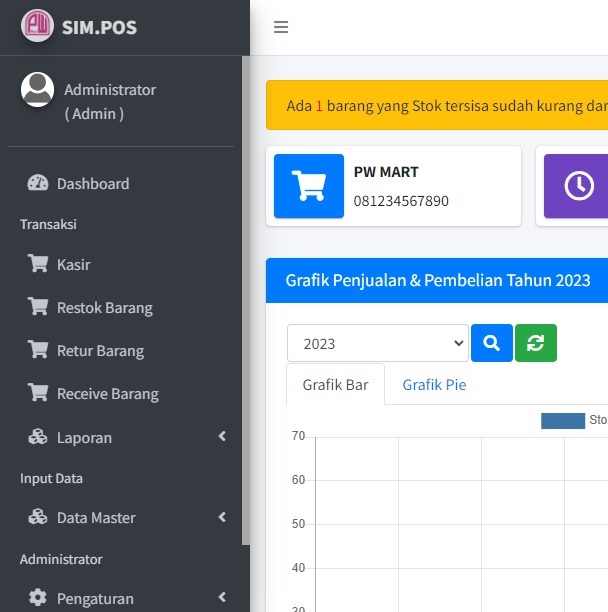 SIM.POS
Administrator
( Admin )
Dashboard
Transaksi
Kasir
Restok Barang
Retur Barang
Receive Barang
Laporan
Input Data
Data Master
Administrator
Pengaturan
Ada 1 barang yang Stok tersisa sudah kurang dar
PW MART
081234567890
Grafik Penjualan & Pembelian Tahun 2023
2023
Grafik Bar
Grafik Pie
Sto
70
60
50
40
30